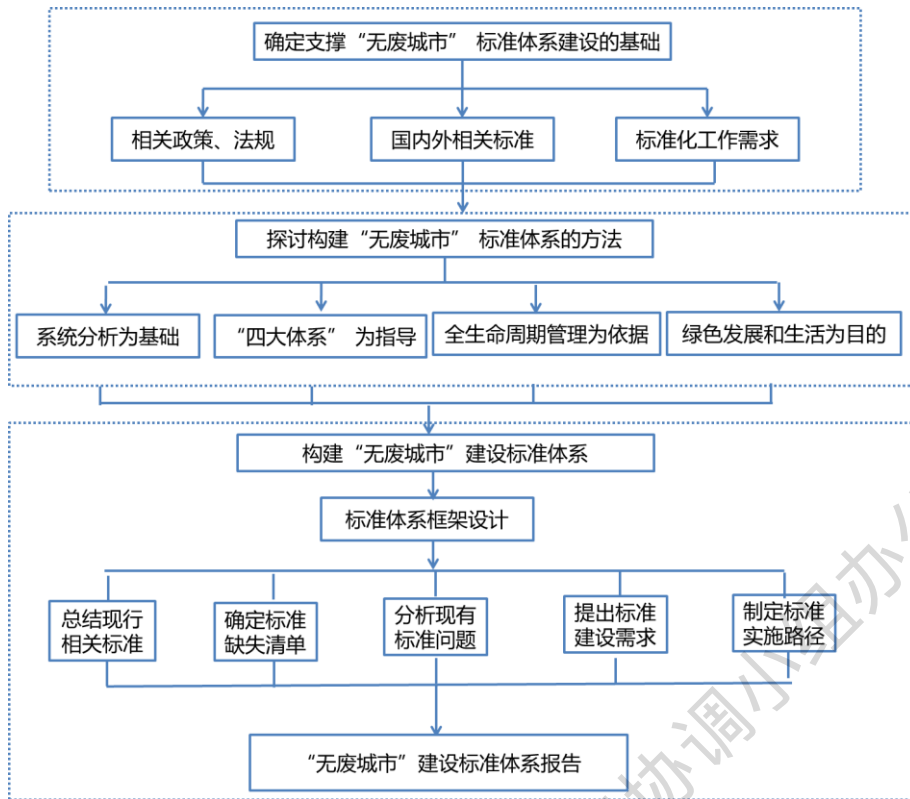 确定支撑“无废城市” 标准体系建设的基础
相关政策、法规
国内外相关标准
标准化工作需求
探讨构建“无废城市” 标准体系的方法
系统分析为基础
“四大体系” 为指导
全生命周期管理为依据
绿色发展和生活为目的
构建“无废城市”建设标准体系
标准体系框架设计
总结现行
相关标准
确定标准
缺失清单
分析现有
标准问题
提出标准
建设需求
制定标准
实施路径
“无废城市”建设标准体系报告
协调小组办